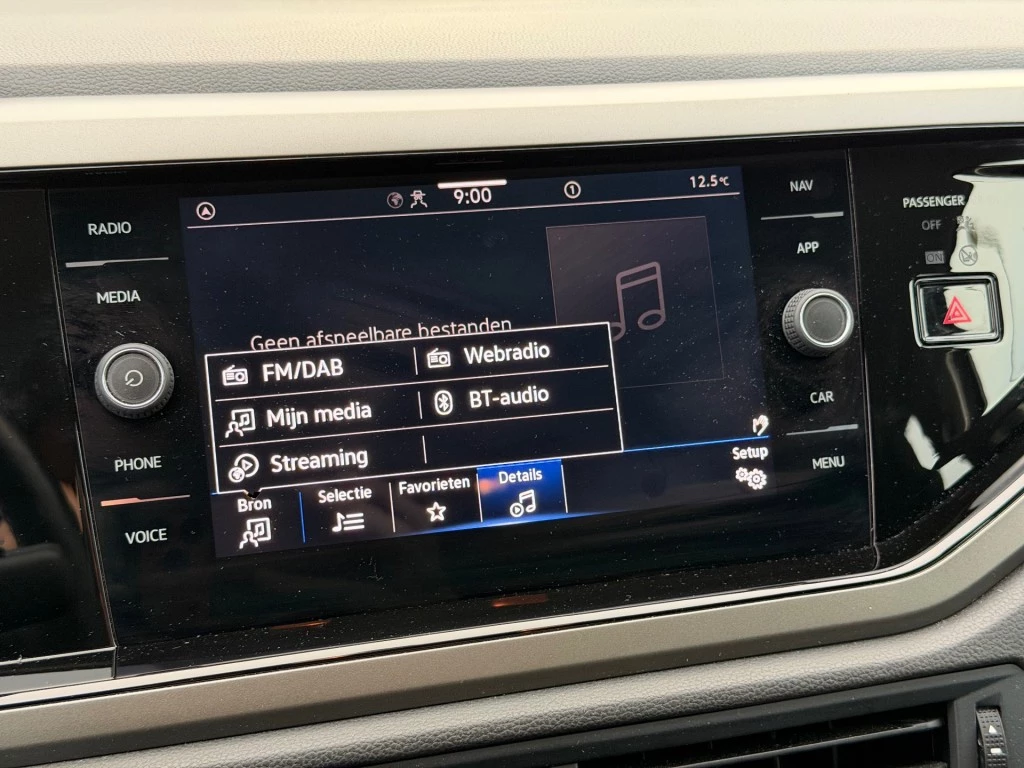 9:00
1
12.5°C
RADIO
MEDIA
PHONE
VOICE
Geen afspeelbare bestanden
FM/DAB
Webradio
Mijn media
BT-audio
Streaming
Bron
Selectie
Favorieten
Details
Setup
NAV
APP
CAR
MENU
PASSENGER
OFF
ON